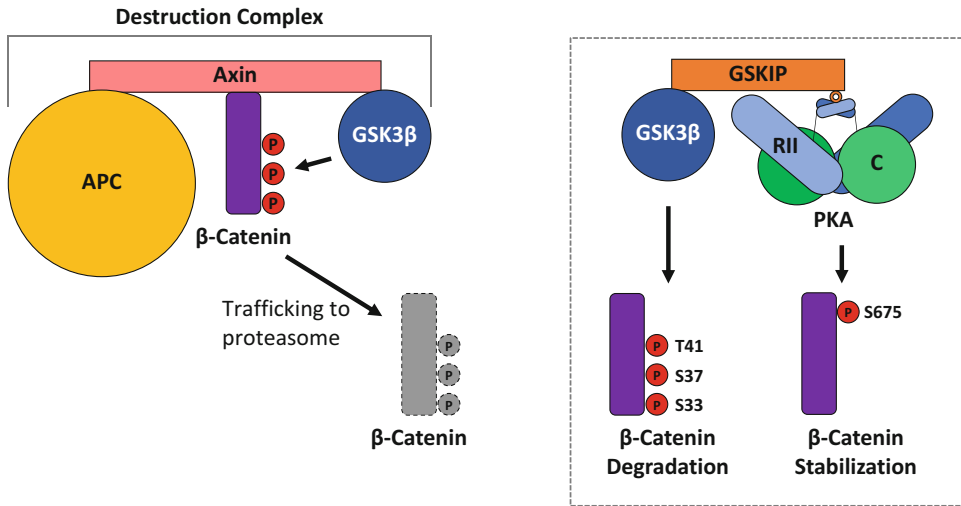 Destruction Complex
Axin
APC
GSK3β
P
P
P
β-Catenin
Trafficking to
proteasome
P
P
P
β-Catenin
GSKIP
GSK3β
RII
C
PKA
P T41
P S37
P S33
β-Catenin
Degradation
P S675
β-Catenin
Stabilization